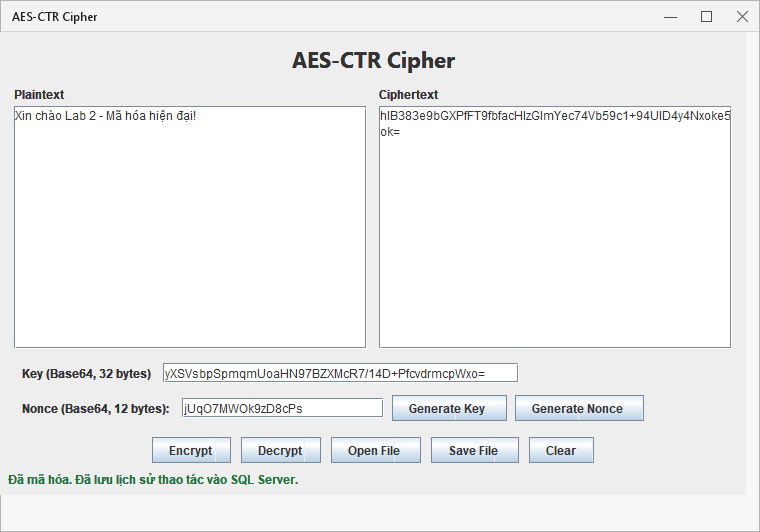 AES-CTR Cipher
AES-CTR Cipher
Plaintext
Ciphertext
Xin chào Lab 2 - Mã hóa hiện đại!
hIB383e9bGXPfFT9fbfacHIzGImYec74Vb59c1+94UID4y4Nxoke5
ok=
Key (Base64, 32 bytes)
yXSVsbpSpmqmUoaHN97BZXMcR7/14D+PfcvdrmcpWxo=
Nonce (Base64, 12 bytes):
jUqO7MWOk9zD8cPs
Generate Key
Generate Nonce
Encrypt
Decrypt
Open File
Save File
Clear
Đã mã hóa. Đã lưu lịch sử thao tác vào SQL Server.